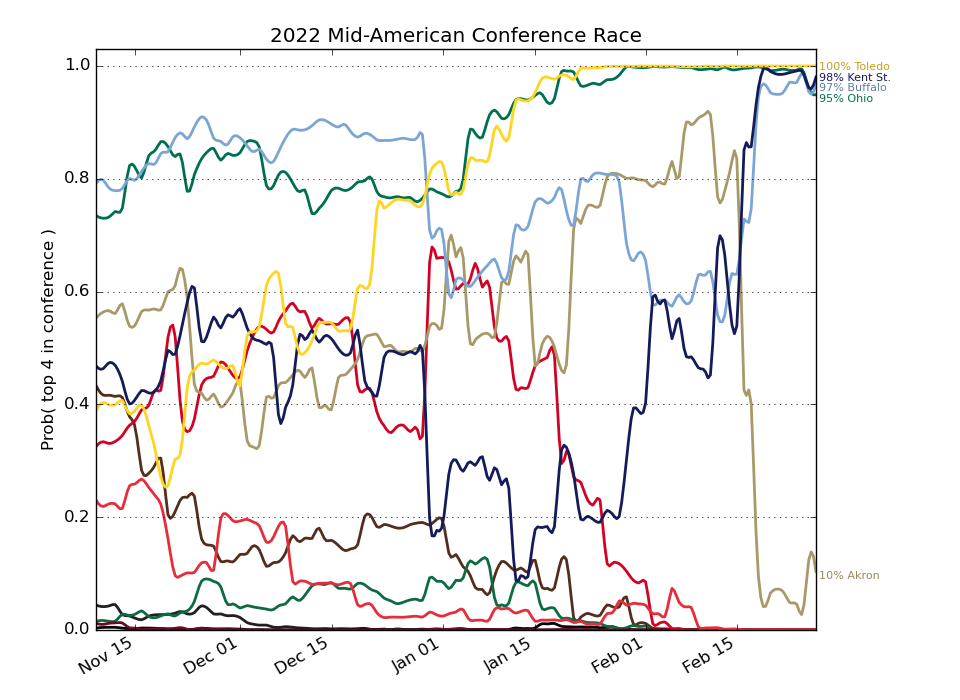 2022 Mid-American Conference Race
Prob( top 4 in conference )
1.0
0.8
0.6
0.4
0.2
0.0
Nov 15
Dec 01
Dec 15
Jan 01
Jan 15
Feb 01
Feb 15
100% Toledo
98% Kent St.
97% Buffalo
95% Ohio
10% Akron